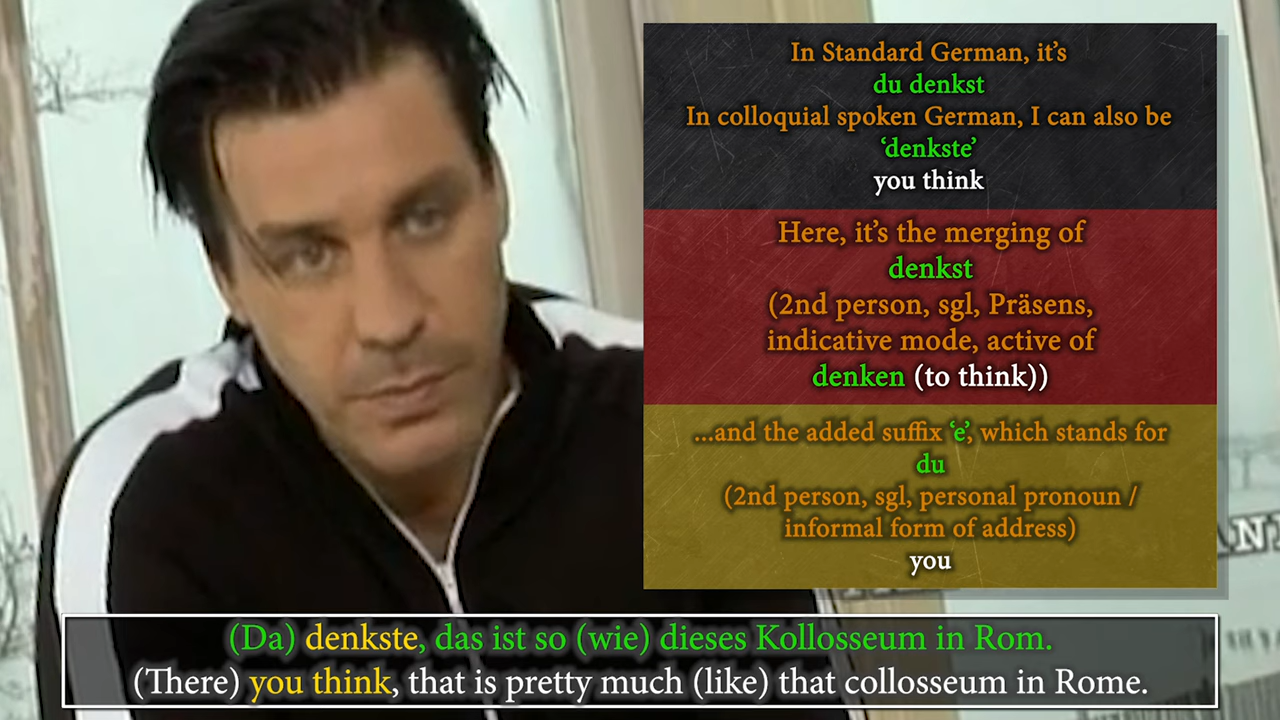 In Standard German, it's
du denkst
In colloquial spoken German, I can also be
‘denkste’
you think
Here, it's the merging of
denkst
(2nd person, sgl, Präsens,
indicative mode, active of
denken (to think))
...and the added suffix ‘e’, which stands for
du
(2nd person, sgl, personal pronoun /
informal form of address)
you
(Da) denkste, das ist so (wie) dieses Kollosseum in Rom.
(There) you think, that is pretty much (like) that collosseum in Rome.